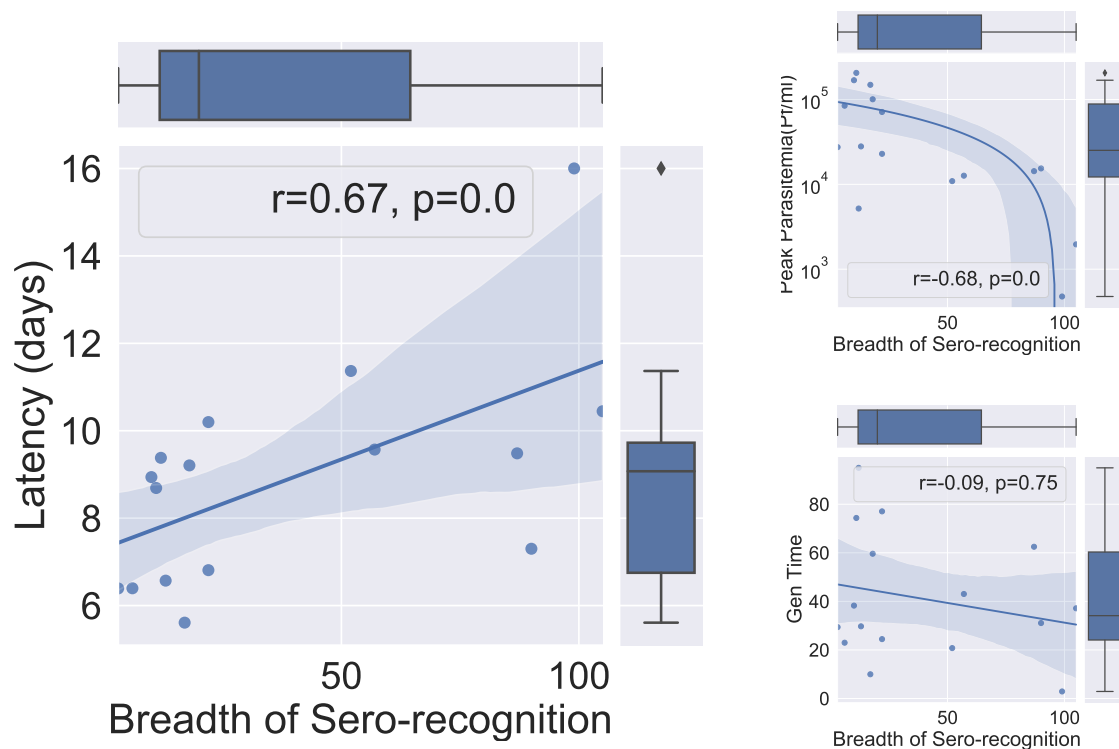 r=0.67, p=0.0
16
14
12
10
8
6
Latency (days)
50 100
Breadth of Sero-recognition
10^5
10^4
10^3
Peak Parasitemia(Pf/ml)
r=-0.68, p=0.0
50 100
Breadth of Sero-recognition
r=-0.09, p=0.75
80
60
40
20
0
Gen Time
50 100
Breadth of Sero-recognition